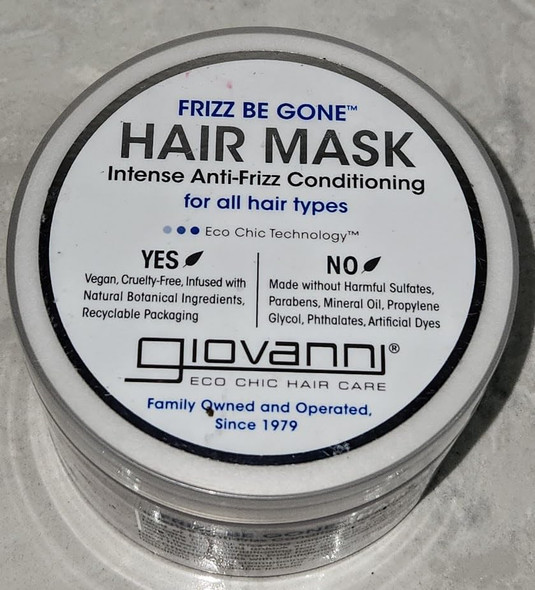 FRIZZ BE GONE™
HAIR MASK
Intense Anti-Frizz Conditioning
for all hair types
Eco Chic Technology™
YES
Vegan, Cruelty-Free, Infused with
Natural Botanical Ingredients,
Recyclable Packaging
NO
Made without Harmful Sulfates,
Parabens, Mineral Oil, Propylene
Glycol, Phthalates, Artificial Dyes
giovanni®
ECO CHIC HAIR CARE
Family Owned and Operated,
Since 1979